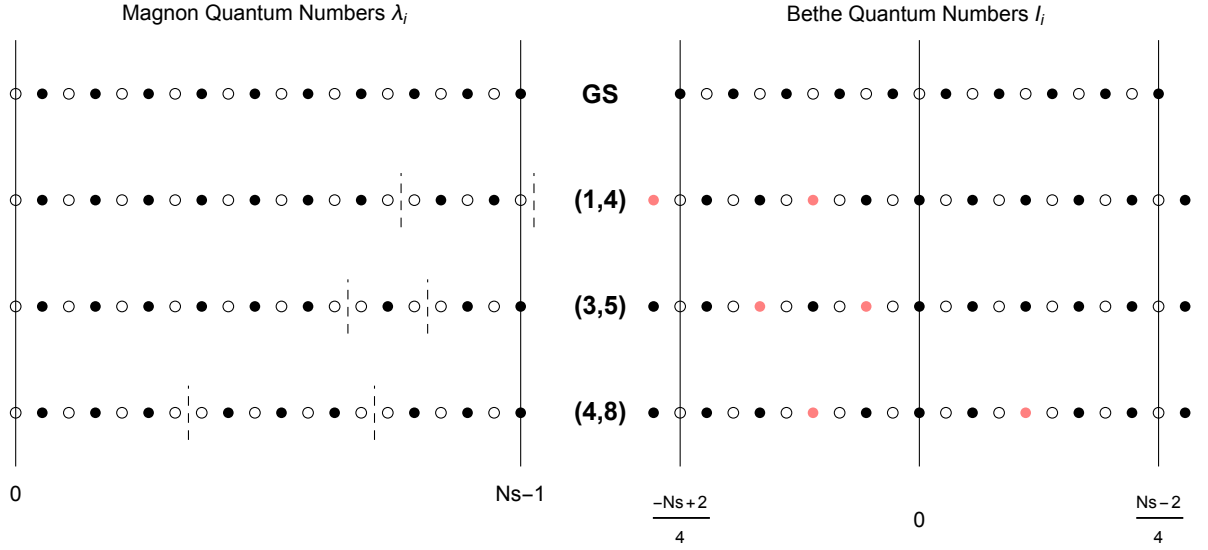 Magnon Quantum Numbers λi
Bethe Quantum Numbers Ii
GS
(1,4)
(3,5)
(4,8)
0
Ns−1
−Ns+2
4
0
Ns−2
4